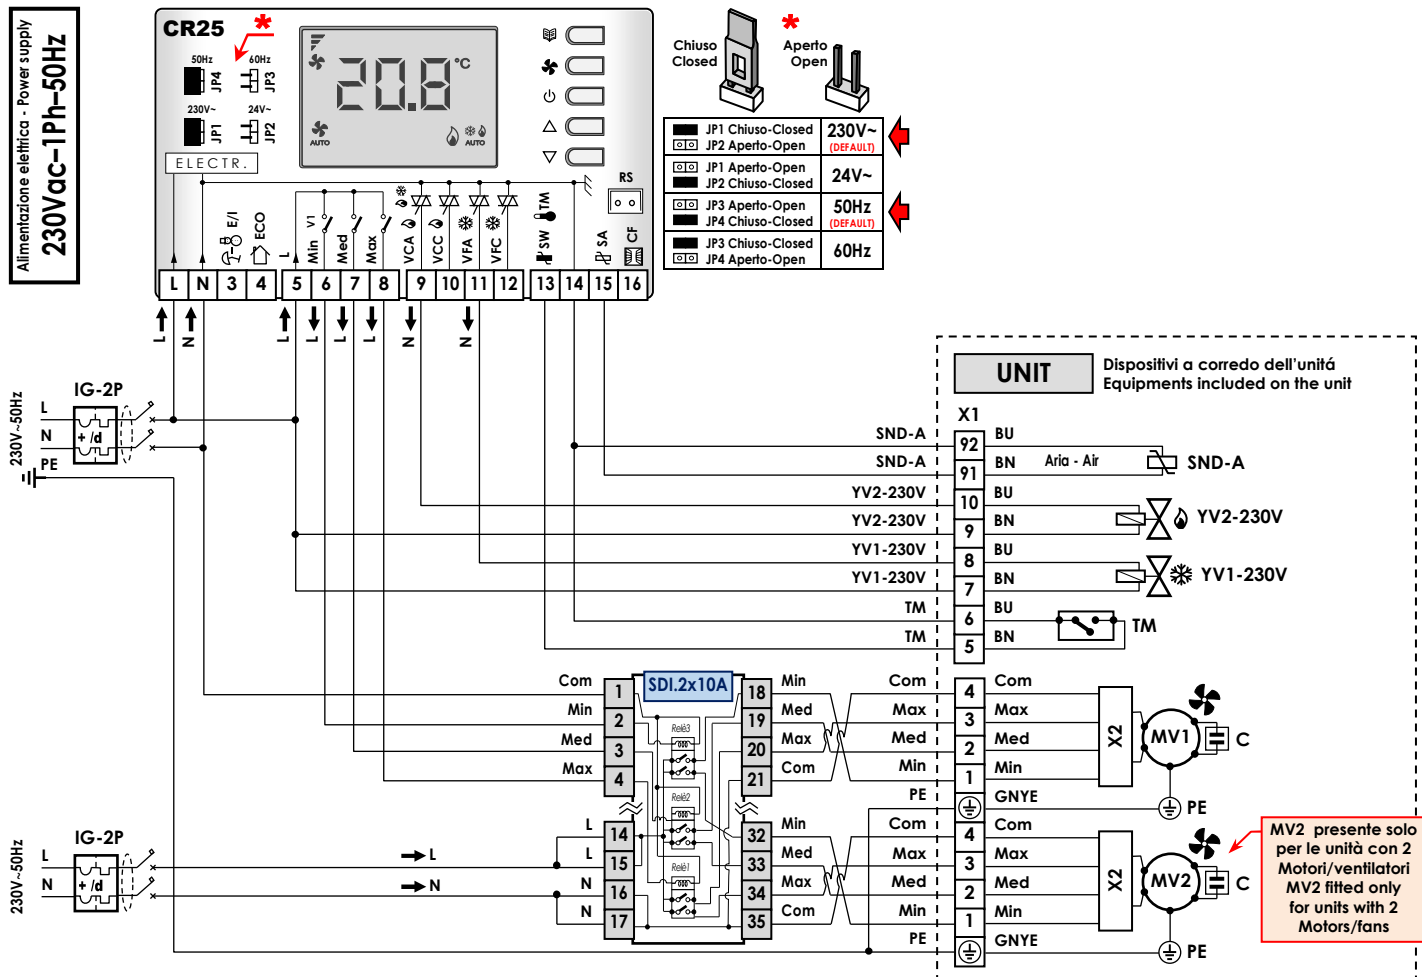 Alimentazione elettrica - Power supply
230Vac–1Ph–50Hz
CR25
*
50Hz
JP4
60Hz
JP3
230V~
JP1
24V~
JP2
ELECTR.
20.8 °C
AUTO
AUTO
Chiuso
Closed
*
Aperto
Open
JP1 Chiuso-Closed
JP2 Aperto-Open
230V~
(DEFAULT)
JP1 Aperto-Open
JP2 Chiuso-Closed
24V~
JP3 Aperto-Open
JP4 Chiuso-Closed
50Hz
(DEFAULT)
JP3 Chiuso-Closed
JP4 Aperto-Open
60Hz
E/I
ECO
L
Min
V1
Med
Max
VCA
VCC
VFA
VFC
SW
TM
SA
RS
CF
L N 3 4 5 6 7 8 9 10 11 12 13 14 15 16
L N L L L L N N
IG-2P
230V~50Hz
L
N
PE
+ /d
UNIT
Dispositivi a corredo dell'unitá
Equipments included on the unit
X1
SND-A 92 BU
SND-A 91 BN
Aria - Air
SND-A
YV2-230V 10 BU
YV2-230V 9 BN
YV2-230V
YV1-230V 8 BU
YV1-230V 7 BN
YV1-230V
TM 6 BU
TM 5 BN
TM
SDI.2x10A
Com 1
Min 2
Med 3
Max 4
L 14
L 15
N 16
N 17
Relè3
Relè2
Relè1
18 Min
19 Med
20 Max
21 Com
32 Min
33 Med
34 Max
35 Com
Com 4 Com
Max 3 Max
Med 2 Med
Min 1 Min
PE GNYE
X2
MV1
C
PE
Com 4 Com
Max 3 Max
Med 2 Med
Min 1 Min
PE GNYE
X2
MV2
C
PE
IG-2P
230V~50Hz
L
N
+ /d
L
N
MV2 presente solo
per le unità con 2
Motori/ventilatori
MV2 fitted only
for units with 2
Motors/fans